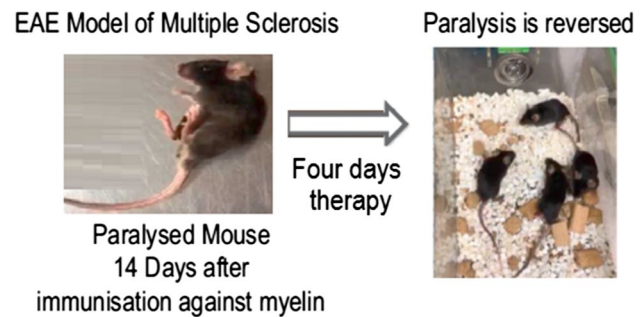 EAE Model of Multiple Sclerosis
Paralysis is reversed
Four days
therapy
Paralysed Mouse
14 Days after
immunisation against myelin